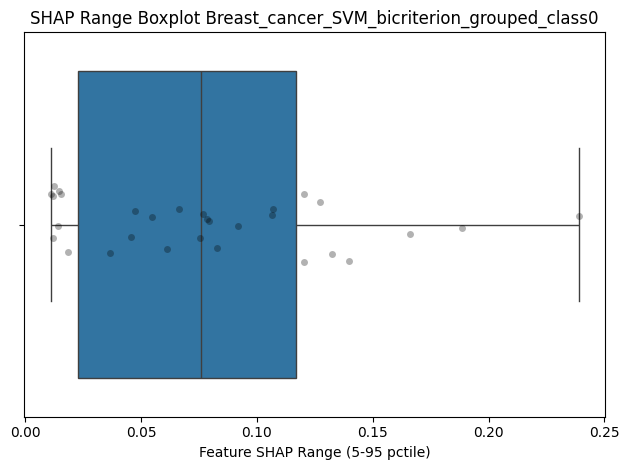 SHAP Range Boxplot Breast_cancer_SVM_bicriterion_grouped_class0
0.00 0.05 0.10 0.15 0.20 0.25
Feature SHAP Range (5-95 pctile)